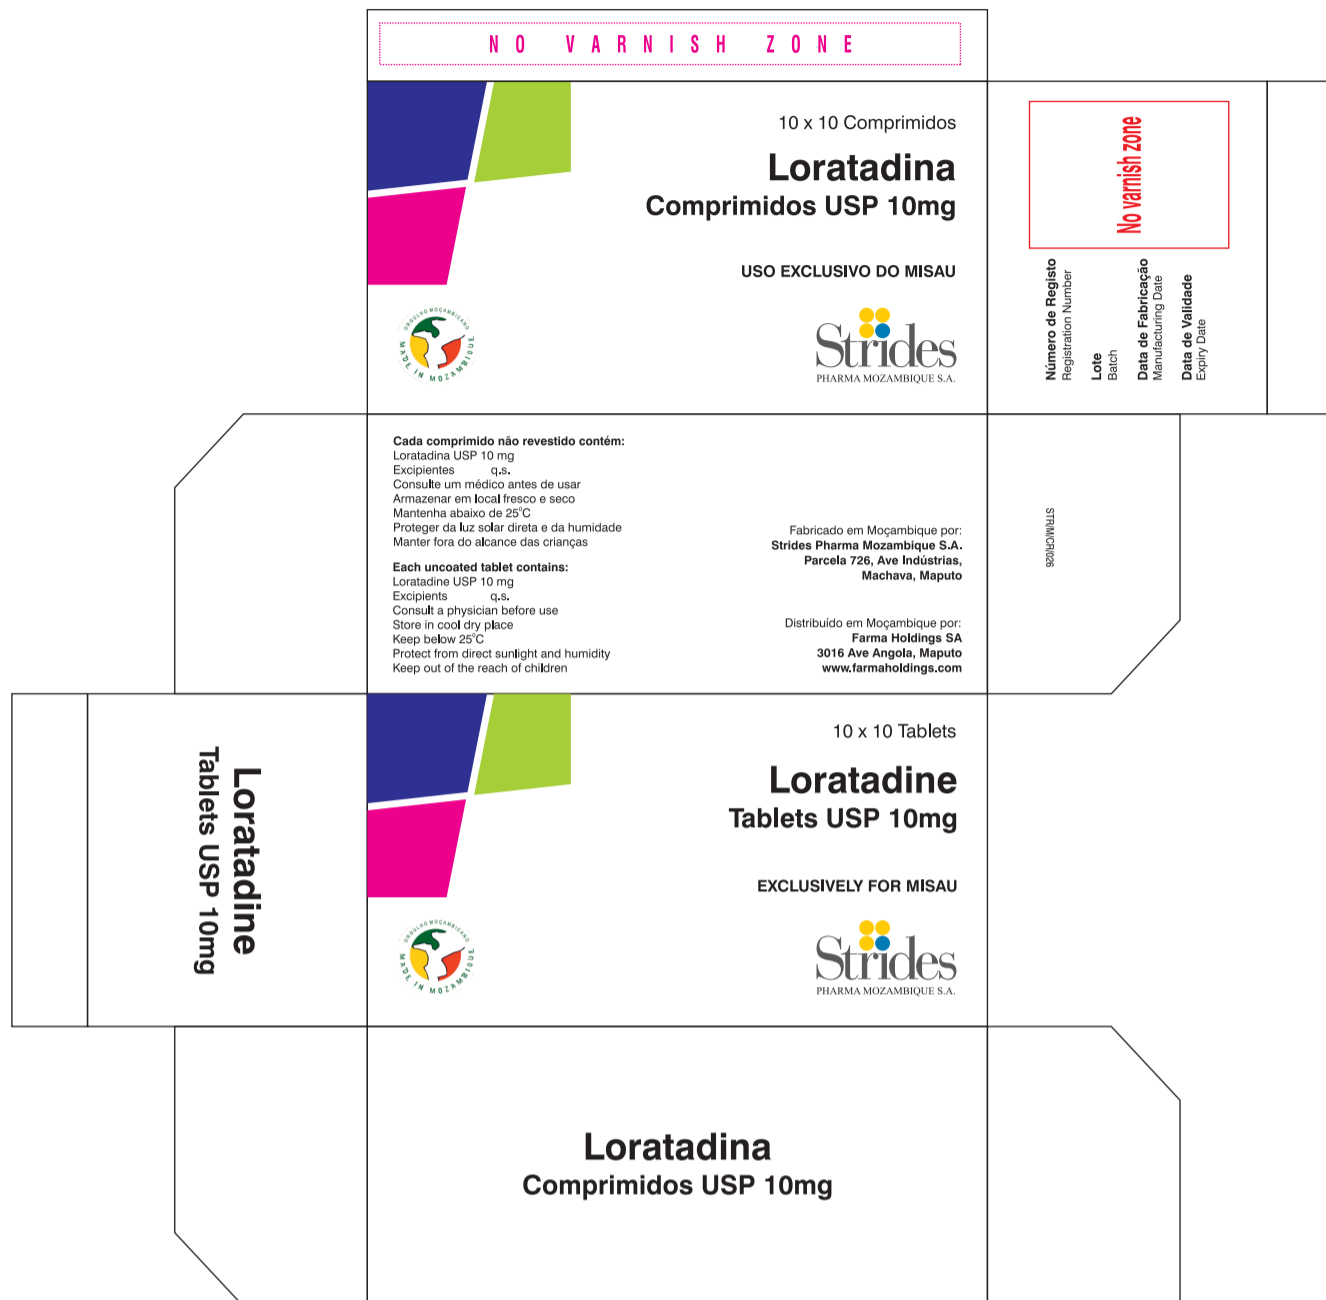 NO VARNISH ZONE
10 x 10 Comprimidos
Loratadina
Comprimidos USP 10mg
USO EXCLUSIVO DO MISAU
ORGULHO MOÇAMBICANO
MADE IN MOZAMBIQUE
Strides
PHARMA MOZAMBIQUE S.A.
No varnish zone
Número de Registo
Registration Number
Lote
Batch
Data de Fabricação
Manufacturing Date
Data de Validade
Expiry Date
Cada comprimido não revestido contém:
Loratadina USP 10 mg
Excipientes q.s.
Consulte um médico antes de usar
Armazenar em local fresco e seco
Mantenha abaixo de 25°C
Proteger da luz solar direta e da humidade
Manter fora do alcance das crianças
Each uncoated tablet contains:
Loratadine USP 10 mg
Excipients q.s.
Consult a physician before use
Store in cool dry place
Keep below 25°C
Protect from direct sunlight and humidity
Keep out of the reach of children
Fabricado em Moçambique por:
Strides Pharma Mozambique S.A.
Parcela 726, Ave Indústrias,
Machava, Maputo
Distribuído em Moçambique por:
Farma Holdings SA
3016 Ave Angola, Maputo
www.farmaholdings.com
STR/M/CR/026
Loratadine
Tablets USP 10mg
10 x 10 Tablets
Loratadine
Tablets USP 10mg
EXCLUSIVELY FOR MISAU
ORGULHO MOÇAMBICANO
MADE IN MOZAMBIQUE
Strides
PHARMA MOZAMBIQUE S.A.
Loratadina
Comprimidos USP 10mg